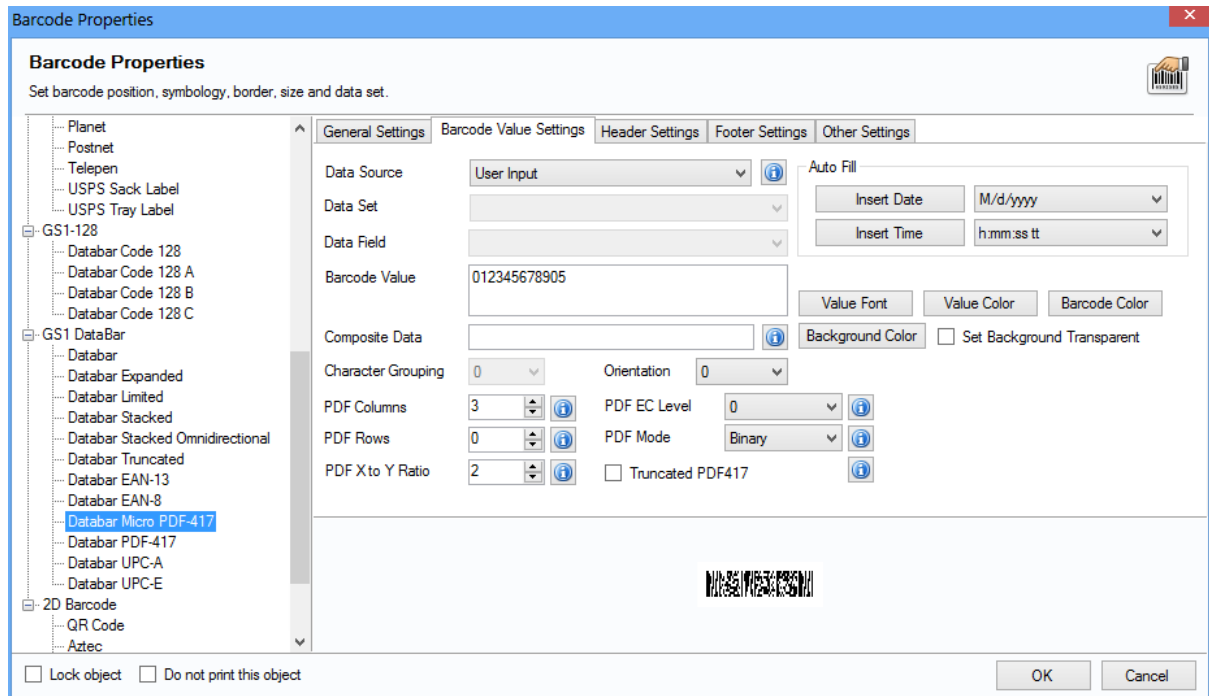 Barcode Properties
Barcode Properties
Set barcode position, symbology, border, size and data set.
Planet
Postnet
Telepen
USPS Sack Label
USPS Tray Label
GS1-128
Databar Code 128
Databar Code 128 A
Databar Code 128 B
Databar Code 128 C
GS1 DataBar
Databar
Databar Expanded
Databar Limited
Databar Stacked
Databar Stacked Omnidirectional
Databar Truncated
Databar EAN-13
Databar EAN-8
Databar Micro PDF-417
Databar PDF-417
Databar UPC-A
Databar UPC-E
2D Barcode
QR Code
Aztec
General Settings Barcode Value Settings Header Settings Footer Settings Other Settings
Data Source User Input
Data Set
Data Field
Barcode Value 012345678905
Composite Data
Character Grouping 0 Orientation 0
PDF Columns 3 PDF EC Level 0
PDF Rows 0 PDF Mode Binary
PDF X to Y Ratio 2 Truncated PDF417
Auto Fill
Insert Date M/d/yyyy
Insert Time h:mm:ss tt
Value Font Value Color Barcode Color
Background Color Set Background Transparent
Lock object Do not print this object OK Cancel